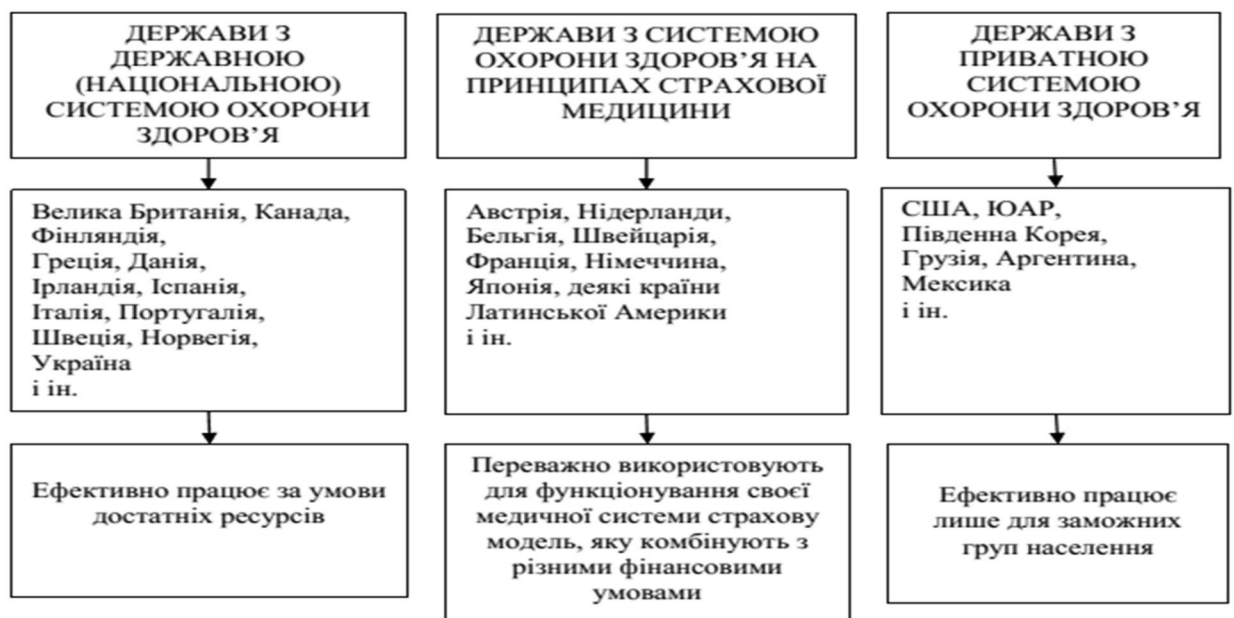 ДЕРЖАВИ З
ДЕРЖАВНОЮ
(НАЦІОНАЛЬНОЮ)
СИСТЕМОЮ ОХОРОНИ
ЗДОРОВ’Я
Велика Британія, Канада,
Фінляндія,
Греція, Данія,
Ірландія, Іспанія,
Італія, Португалія,
Швеція, Норвегія,
Україна
і ін.
Ефективно працює за умови
достатніх ресурсів
ДЕРЖАВИ З СИСТЕМОЮ
ОХОРОНИ ЗДОРОВ’Я НА
ПРИНЦИПАХ СТРАХОВОЇ
МЕДИЦИНИ
Австрія, Нідерланди,
Бельгія, Швейцарія,
Франція, Німеччина,
Японія, деякі країни
Латинської Америки
і ін.
Переважно використовують
для функціонування своєї
медичної системи страхову
модель, яку комбінують з
різними фінансовими
умовами
ДЕРЖАВИ З
ПРИВАТНОЮ
СИСТЕМОЮ
ОХОРОНИ ЗДОРОВ’Я
США, ЮАР,
Південна Корея,
Грузія, Аргентина,
Мексика
і ін.
Ефективно працює
лише для заможних
груп населення